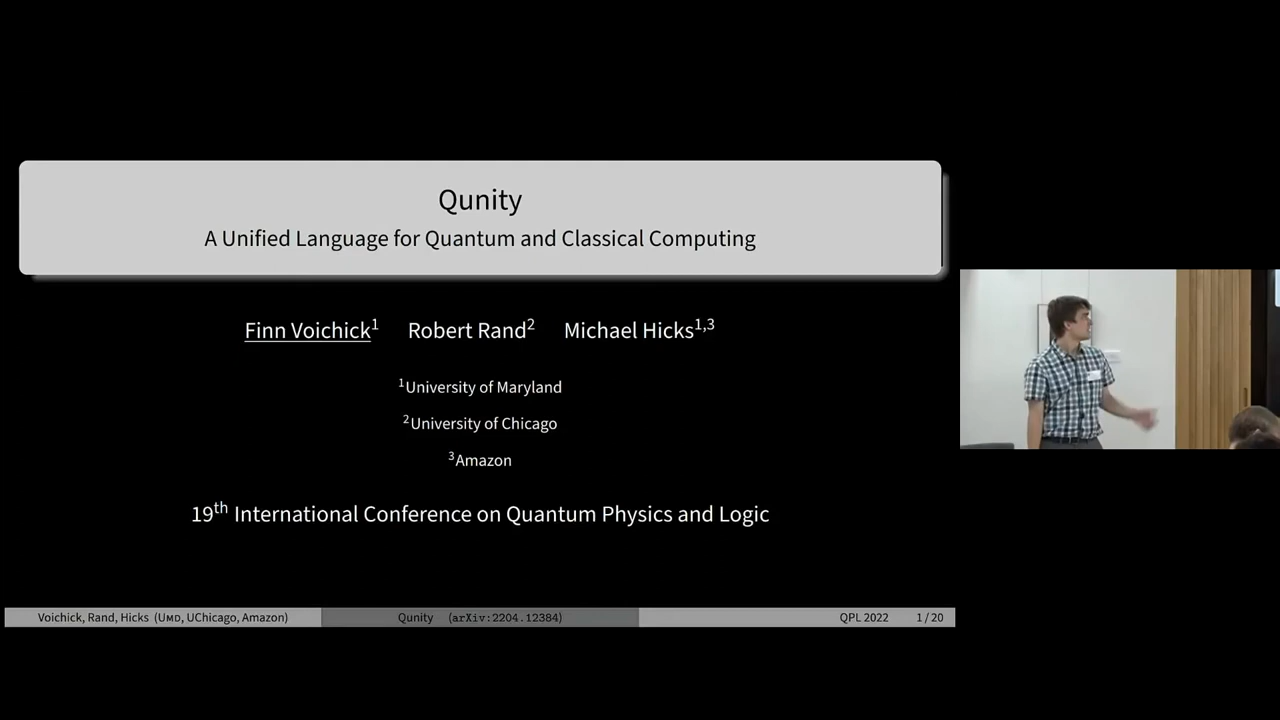 Qunity
A Unified Language for Quantum and Classical Computing
Finn Voichick¹ Robert Rand² Michael Hicks¹,³
¹University of Maryland
²University of Chicago
³Amazon
19th International Conference on Quantum Physics and Logic
Voichick, Rand, Hicks (UMD, UChicago, Amazon) Qunity (arXiv:2204.12384) QPL 2022 1 / 20